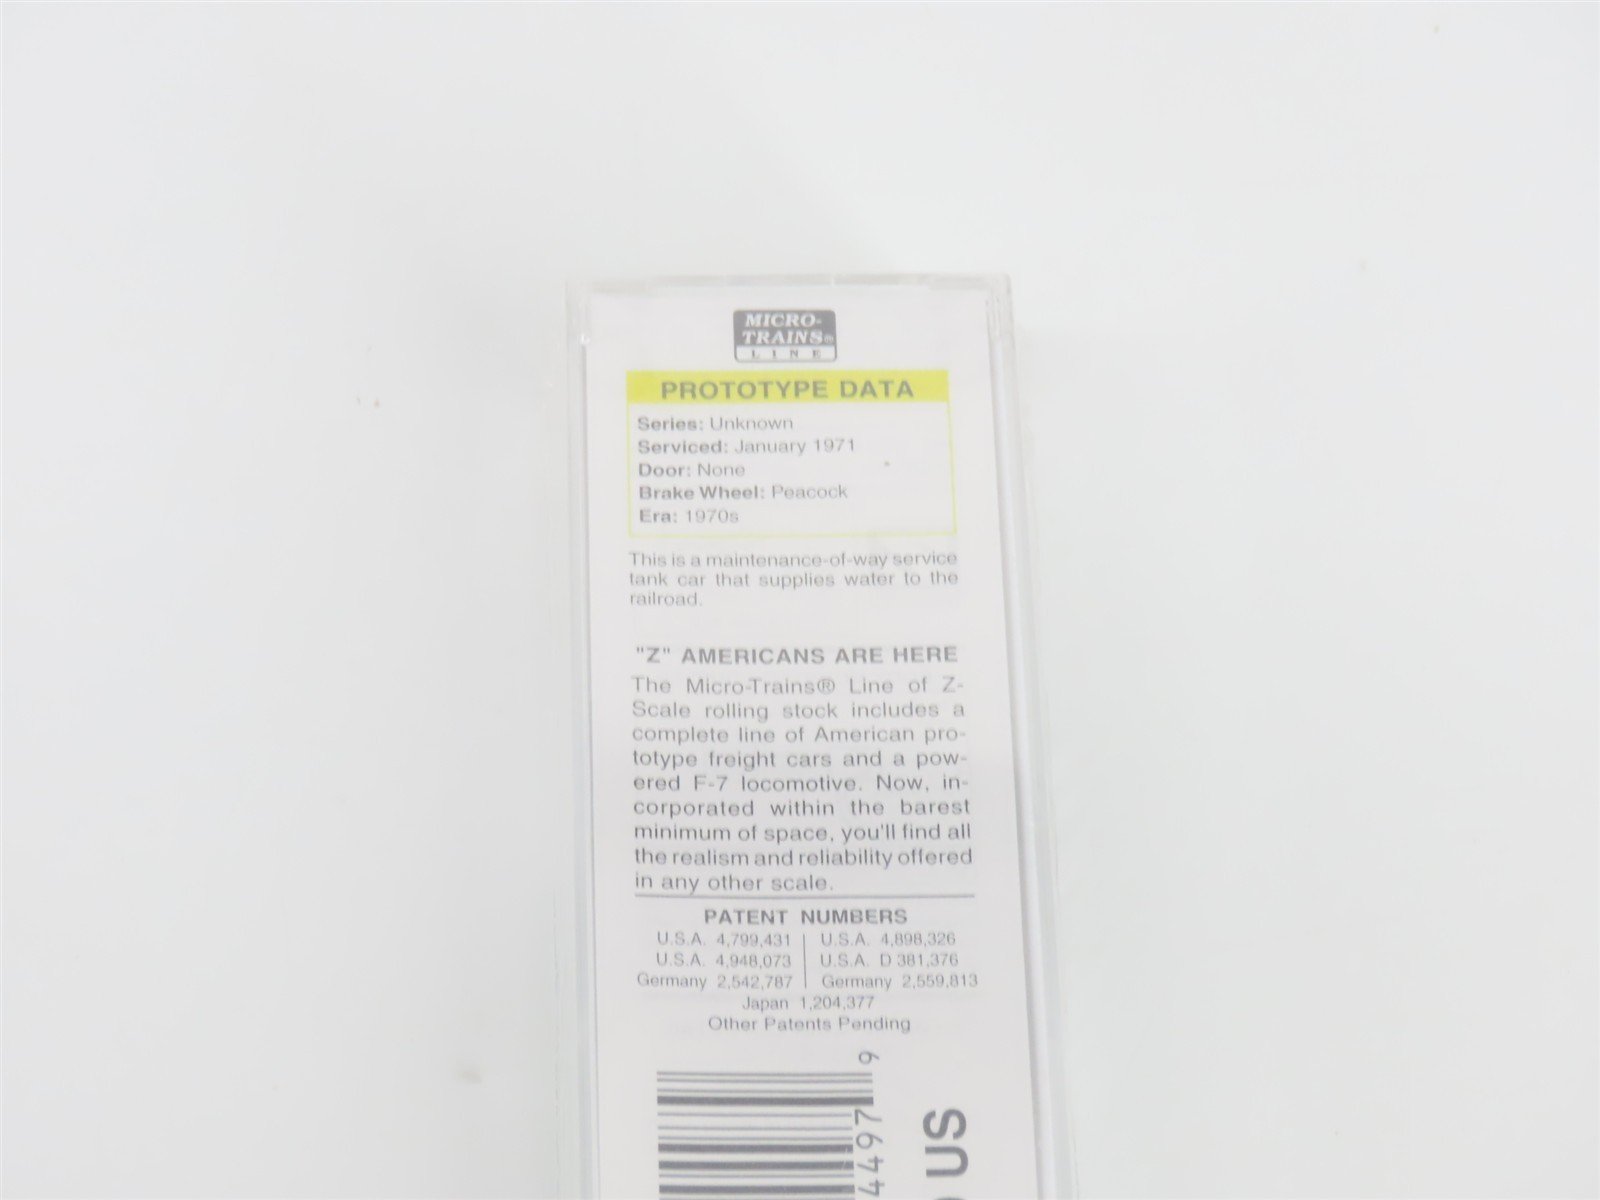 MICRO-
TRAINS®
LINE
PROTOTYPE DATA
Series: Unknown
Serviced: January 1971
Door: None
Brake Wheel: Peacock
Era: 1970s
This is a maintenance-of-way service
tank car that supplies water to the
railroad.
"Z" AMERICANS ARE HERE
The Micro-Trains® Line of Z-
Scale rolling stock includes a
complete line of American pro-
totype freight cars and a pow-
ered F-7 locomotive. Now, in-
corporated within the barest
minimum of space, you'll find all
the realism and reliability offered
in any other scale.
PATENT NUMBERS
U.S.A. 4,799,431 U.S.A. 4,898,326
U.S.A. 4,948,073 U.S.A. D 381,376
Germany 2,542,787 Germany 2,559,813
Japan 1,204,377
Other Patents Pending
4497 9
US